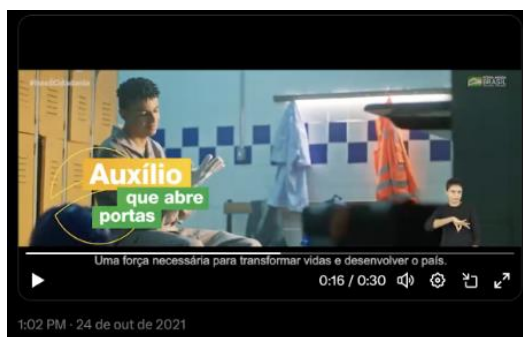 BRASIL
Auxílio
que abre
portas
Uma força necessária para transformar vidas e desenvolver o país.
0:16 / 0:30
1:02 PM · 24 de out de 2021